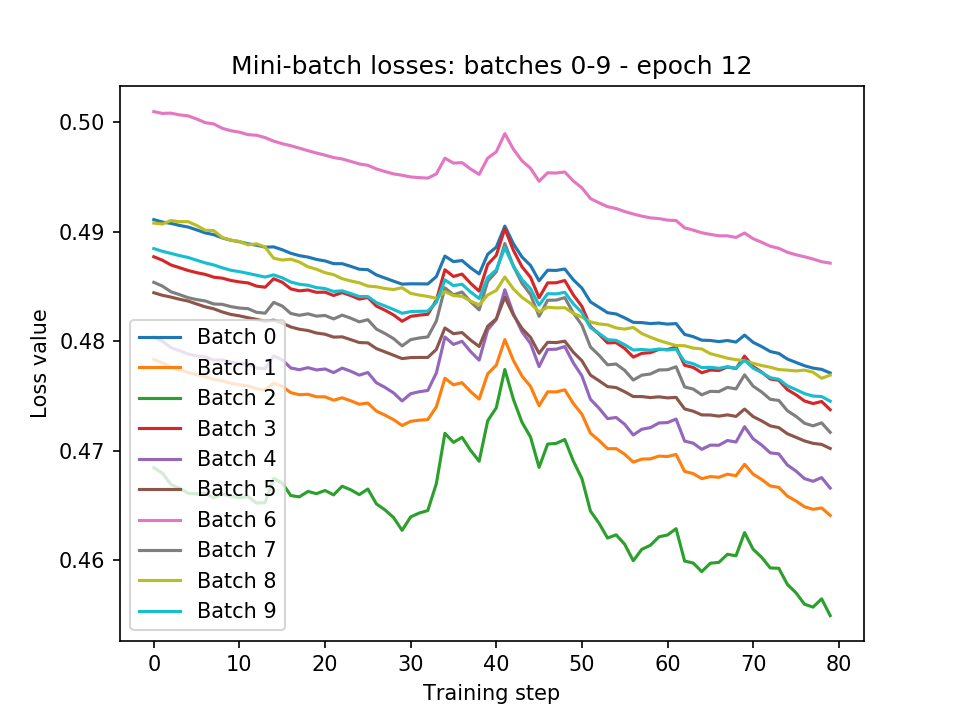 Mini-batch losses: batches 0-9 - epoch 12
Loss value
0.50
0.49
0.48
0.47
0.46
Batch 0
Batch 1
Batch 2
Batch 3
Batch 4
Batch 5
Batch 6
Batch 7
Batch 8
Batch 9
0 10 20 30 40 50 60 70 80
Training step